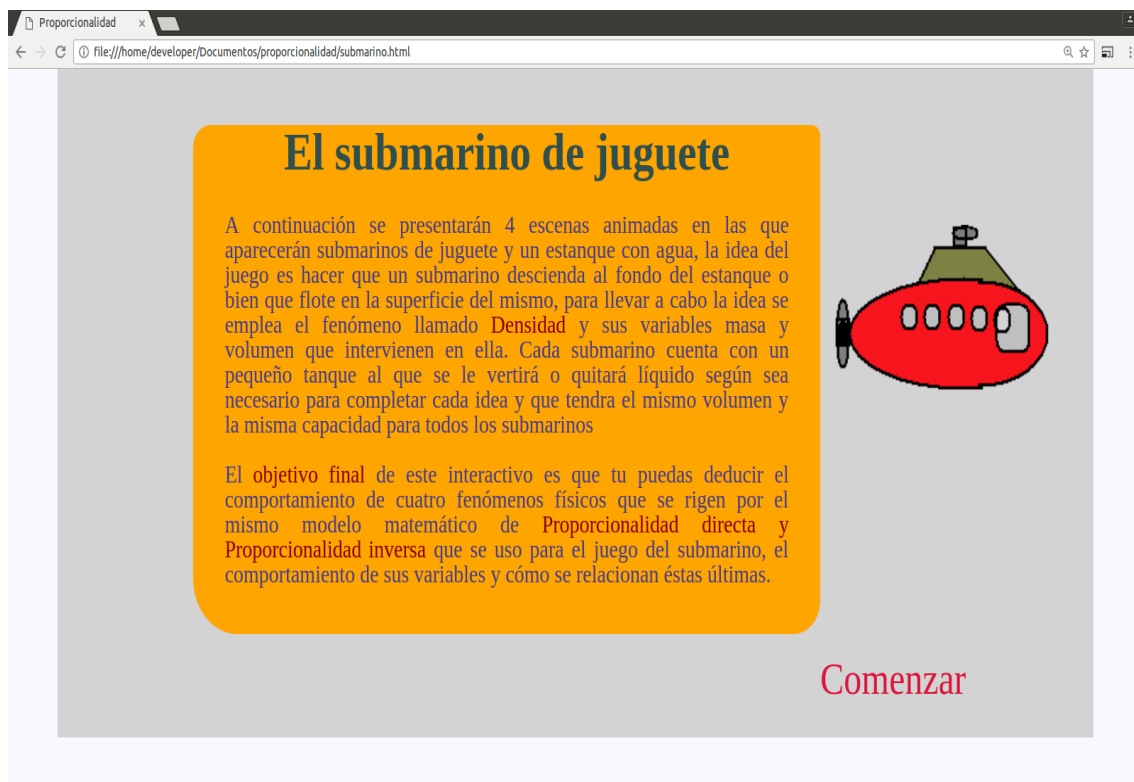 Proporcionalidad
file:///home/developer/Documentos/proporcionalidad/submarino.html
El submarino de juguete
A continuación se presentarán 4 escenas animadas en las que
aparecerán submarinos de juguete y un estanque con agua, la idea del
juego es hacer que un submarino descienda al fondo del estanque o
bien que flote en la superficie del mismo, para llevar a cabo la idea se
emplea el fenómeno llamado Densidad y sus variables masa y
volumen que intervienen en ella. Cada submarino cuenta con un
pequeño tanque al que se le vertirá o quitará líquido según sea
necesario para completar cada idea y que tendra el mismo volumen y
la misma capacidad para todos los submarinos
El objetivo final de este interactivo es que tu puedas deducir el
comportamiento de cuatro fenómenos físicos que se rigen por el
mismo modelo matemático de Proporcionalidad directa y
Proporcionalidad inversa que se uso para el juego del submarino, el
comportamiento de sus variables y cómo se relacionan éstas últimas.
Comenzar